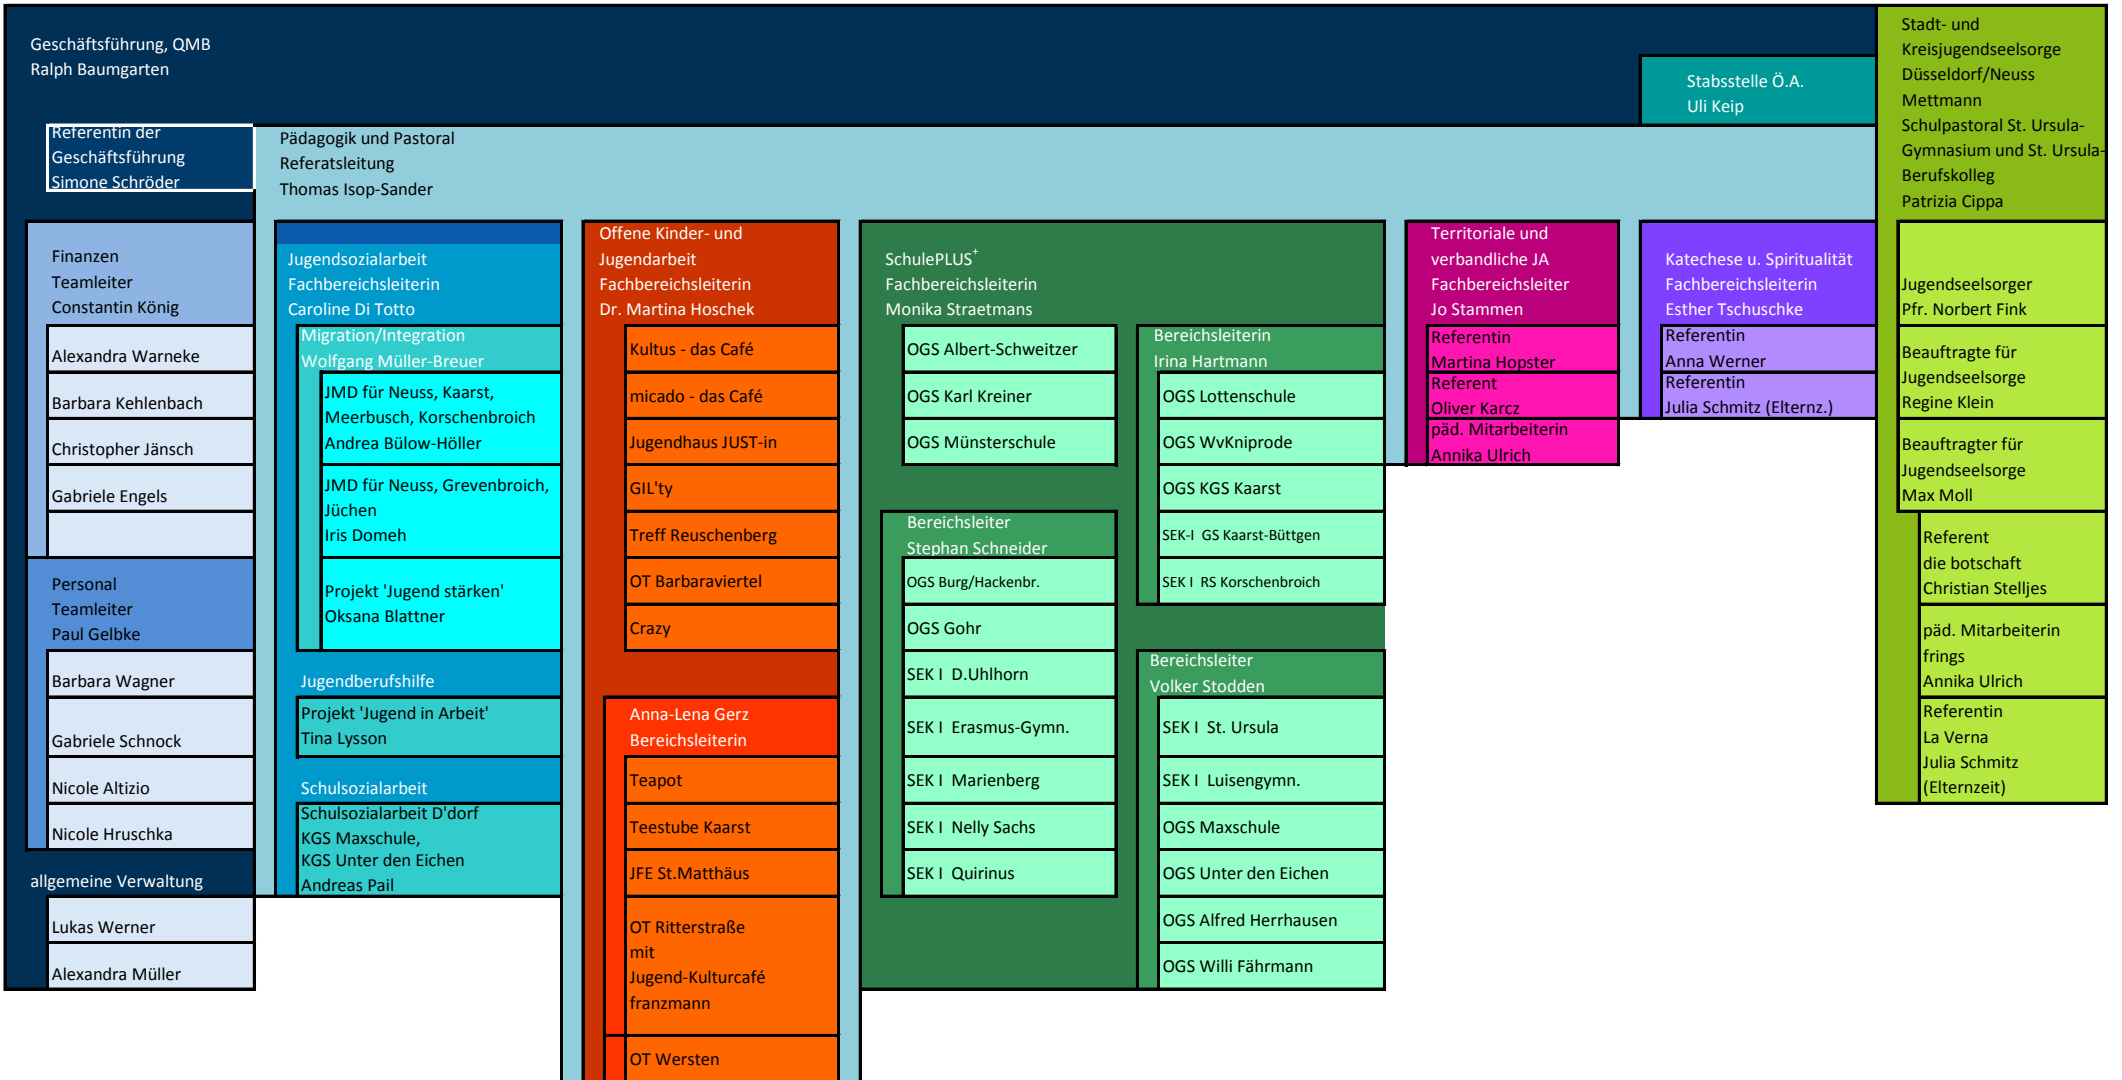 Geschäftsführung, QMB
Ralph Baumgarten
Stabsstelle Ö.A.
Uli Keip
Stadt- und
Kreisjugendseelsorge
Düsseldorf/Neuss
Mettmann
Schulpastoral St. Ursula-
Gymnasium und St. Ursula-
Berufskolleg
Patrizia Cippa
Referentin der
Geschäftsführung
Simone Schröder
Pädagogik und Pastoral
Referatsleitung
Thomas Isop-Sander
Finanzen
Teamleiter
Constantin König
Alexandra Warneke
Barbara Kehlenbach
Christopher Jänsch
Gabriele Engels
Personal
Teamleiter
Paul Gelbke
Barbara Wagner
Gabriele Schnock
Nicole Altizio
Nicole Hruschka
allgemeine Verwaltung
Lukas Werner
Alexandra Müller
Jugendsozialarbeit
Fachbereichsleiterin
Caroline Di Totto
Migration/Integration
Wolfgang Müller-Breuer
JMD für Neuss, Kaarst,
Meerbusch, Korschenbroich
Andrea Bülow-Höller
JMD für Neuss, Grevenbroich,
Jüchen
Iris Domeh
Projekt 'Jugend stärken'
Oksana Blattner
Jugendberufshilfe
Projekt 'Jugend in Arbeit'
Tina Lysson
Schulsozialarbeit
Schulsozialarbeit D'dorf
KGS Maxschule,
KGS Unter den Eichen
Andreas Pail
Offene Kinder- und
Jugendarbeit
Fachbereichsleiterin
Dr. Martina Hoschek
Kultus - das Café
micado - das Café
Jugendhaus JUST-in
GIL'ty
Treff Reuschenberg
OT Barbaraviertel
Crazy
Anna-Lena Gerz
Bereichsleiterin
Teapot
Teestube Kaarst
JFE St.Matthäus
OT Ritterstraße
mit
Jugend-Kulturcafé
franzmann
OT Wersten
SchulePLUS+
Fachbereichsleiterin
Monika Straetmans
OGS Albert-Schweitzer
OGS Karl Kreiner
OGS Münsterschule
Bereichsleiter
Stephan Schneider
OGS Burg/Hackenbr.
OGS Gohr
SEK I D.Uhlhorn
SEK I Erasmus-Gymn.
SEK I Marienberg
SEK I Nelly Sachs
SEK I Quirinus
Bereichsleiterin
Irina Hartmann
OGS Lottenschule
OGS WvKniprode
OGS KGS Kaarst
SEK-I GS Kaarst-Büttgen
SEK I RS Korschenbroich
Bereichsleiter
Volker Stodden
SEK I St. Ursula
SEK I Luisengymn.
OGS Maxschule
OGS Unter den Eichen
OGS Alfred Herrhausen
OGS Willi Fährmann
Territoriale und
verbandliche JA
Fachbereichsleiter
Jo Stammen
Referentin
Martina Hopster
Referent
Oliver Karcz
päd. Mitarbeiterin
Annika Ulrich
Katechese u. Spiritualität
Fachbereichsleiterin
Esther Tschuschke
Referentin
Anna Werner
Referentin
Julia Schmitz (Elternz.)
Jugendseelsorger
Pfr. Norbert Fink
Beauftragte für
Jugendseelsorge
Regine Klein
Beauftragter für
Jugendseelsorge
Max Moll
Referent
die botschaft
Christian Stelljes
päd. Mitarbeiterin
frings
Annika Ulrich
Referentin
La Verna
Julia Schmitz
(Elternzeit)